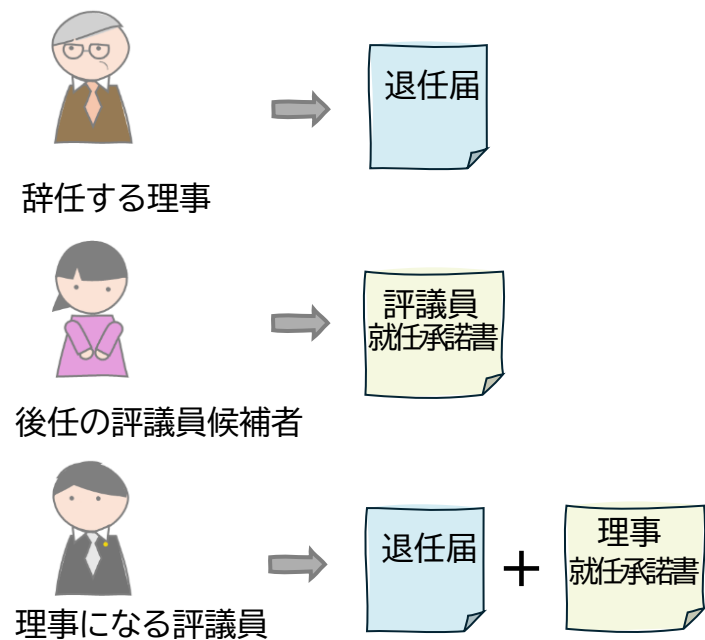 退任届
辞任する理事
評議員
就任承諾書
後任の評議員候補者
退任届
+
理事
就任承諾書
理事になる評議員